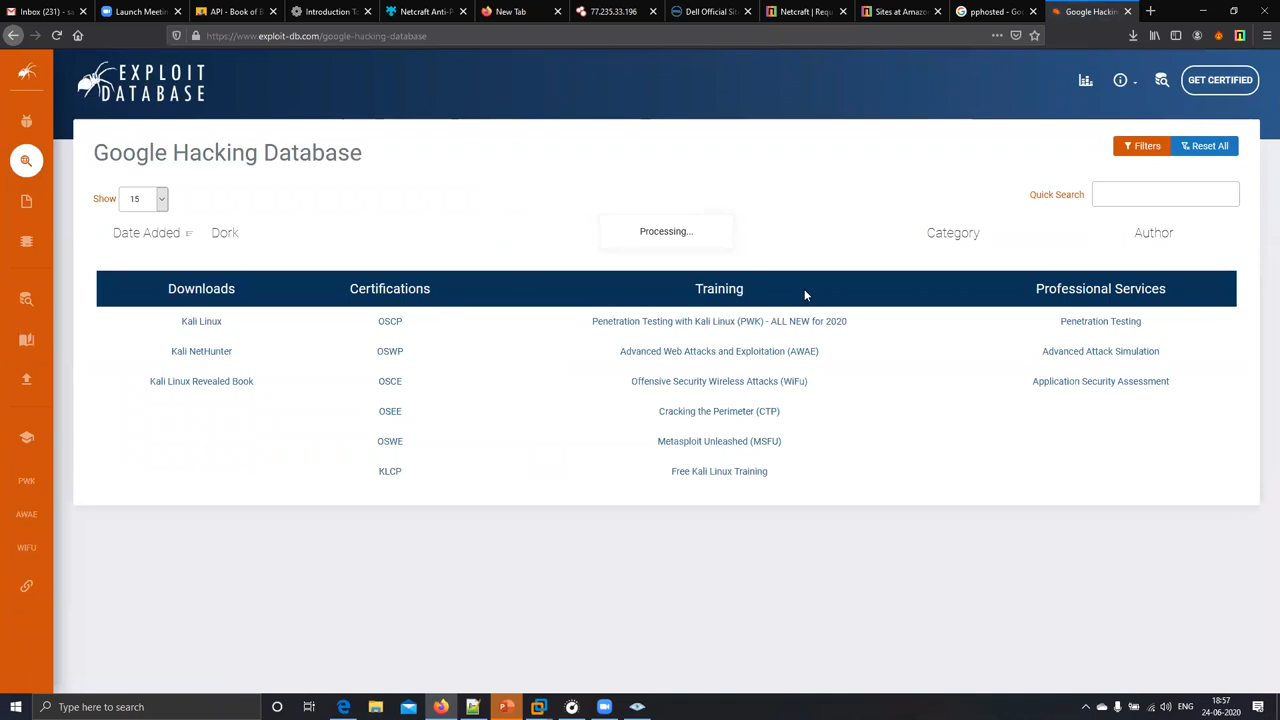 Inbox (231) - sa
Launch Meeting
API - Book of B
Introduction To
Netcraft Anti-P
New Tab
77.235.33.196
Dell Official Si
Netcraft | Requ
Sites at Amazo
pphosted - Goo
Google Hackin
https://www.exploit-db.com/google-hacking-database
EXPLOIT
DATABASE
GET CERTIFIED
Google Hacking Database
Filters
Reset All
Show 15
Quick Search
Processing...
Date Added Dork Category Author
Downloads Certifications Training Professional Services
Kali Linux OSCP Penetration Testing with Kali Linux (PWK) - ALL NEW for 2020 Penetration Testing
Kali NetHunter OSWP Advanced Web Attacks and Exploitation (AWAE) Advanced Attack Simulation
Kali Linux Revealed Book OSCE Offensive Security Wireless Attacks (WiFu) Application Security Assessment
OSEE Cracking the Perimeter (CTP)
OSWE Metasploit Unleashed (MSFU)
KLCP Free Kali Linux Training
PWK
AWAE
WIFU
Type here to search
ENG
18:57
24-06-2020